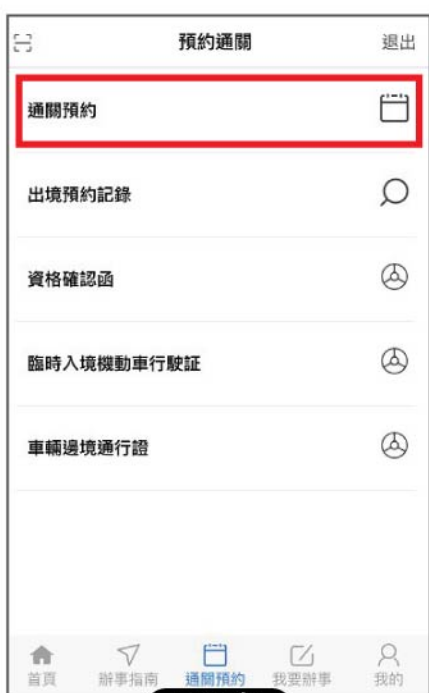 預約通關
退出
通關預約
出境預約記錄
資格確認函
臨時入境機動車行駛証
車輛邊境通行證
首頁
辦事指南
通關預約
我要辦事
我的